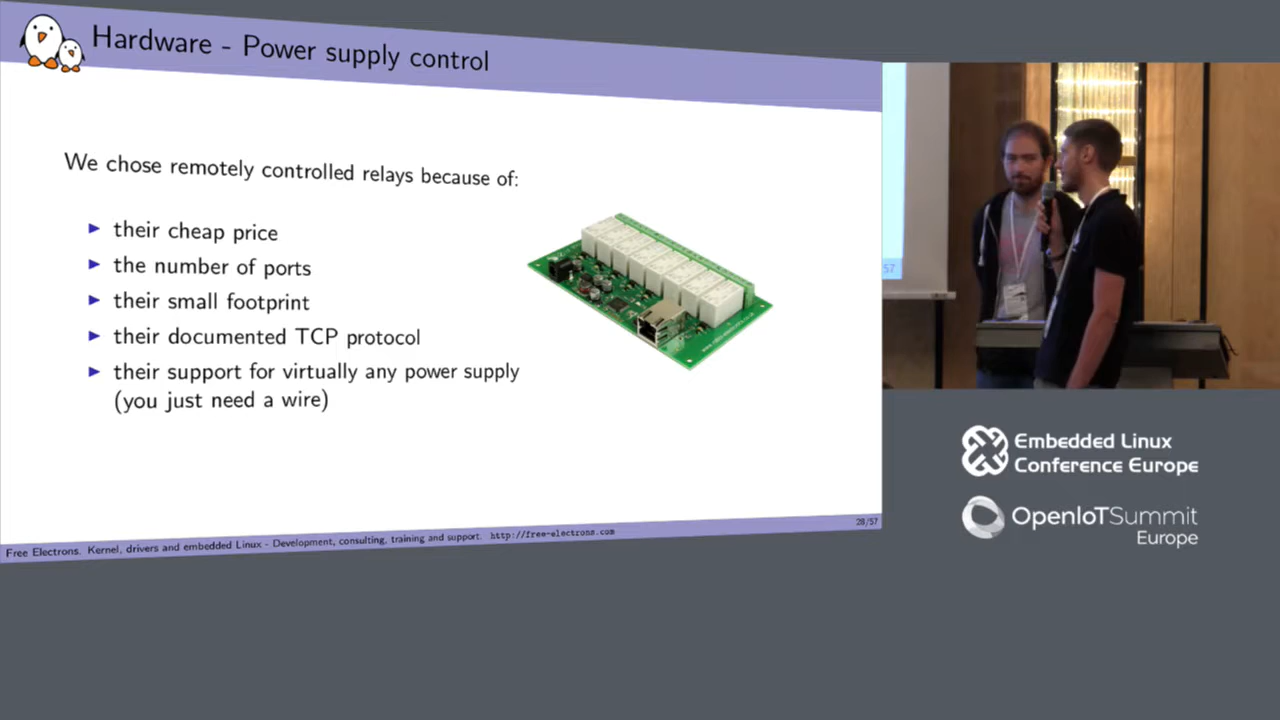 Hardware - Power supply control
We chose remotely controlled relays because of:
their cheap price
the number of ports
their small footprint
their documented TCP protocol
their support for virtually any power supply
(you just need a wire)
28/57
Free Electrons. Kernel, drivers and embedded Linux - Development, consulting, training and support. http://free-electrons.com
57
Embedded Linux
Conference Europe
OpenIoTSummit
Europe